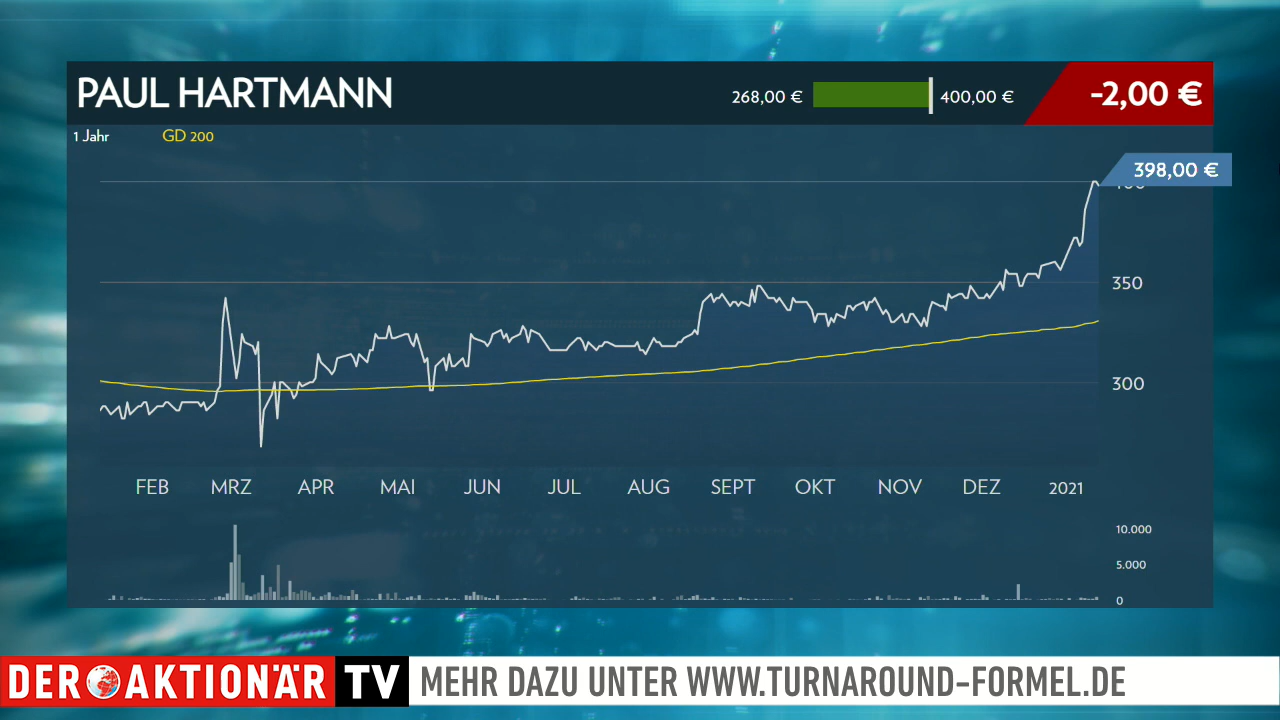 PAUL HARTMANN
268,00 €
400,00 €
-2,00 €
1 Jahr
GD 200
398,00 €
350
300
FEB MRZ APR MAI JUN JUL AUG SEPT OKT NOV DEZ 2021
10.000
5.000
0
DER AKTIONÄR TV MEHR DAZU UNTER WWW.TURNAROUND-FORMEL.DE